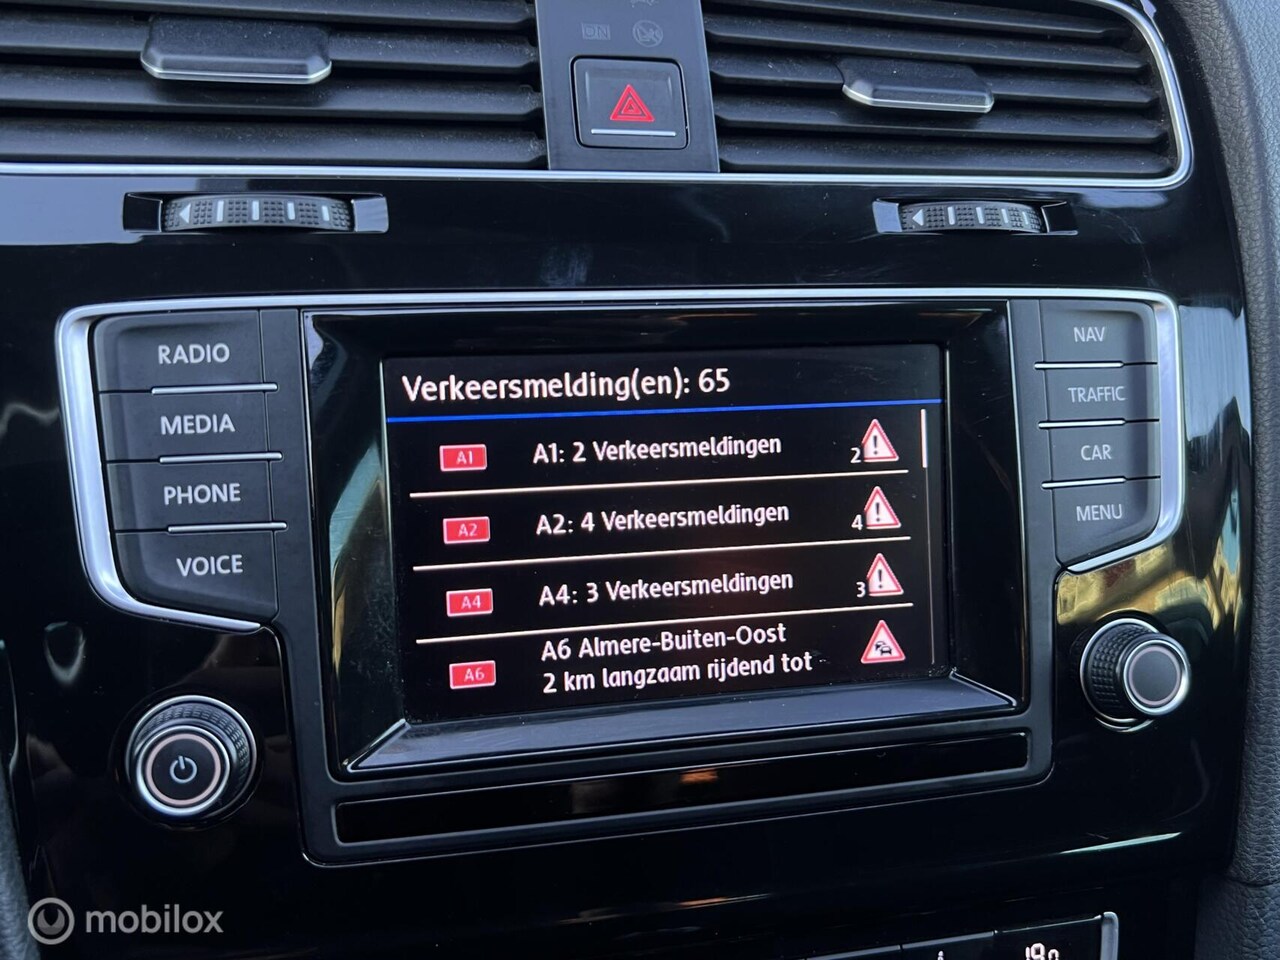 RADIO
MEDIA
PHONE
VOICE
Verkeersmelding(en): 65
A1 A1: 2 Verkeersmeldingen 2
A2 A2: 4 Verkeersmeldingen 4
A4 A4: 3 Verkeersmeldingen 3
A6 A6 Almere-Buiten-Oost
2 km langzaam rijdend tot
NAV
TRAFFIC
CAR
MENU
mobilox